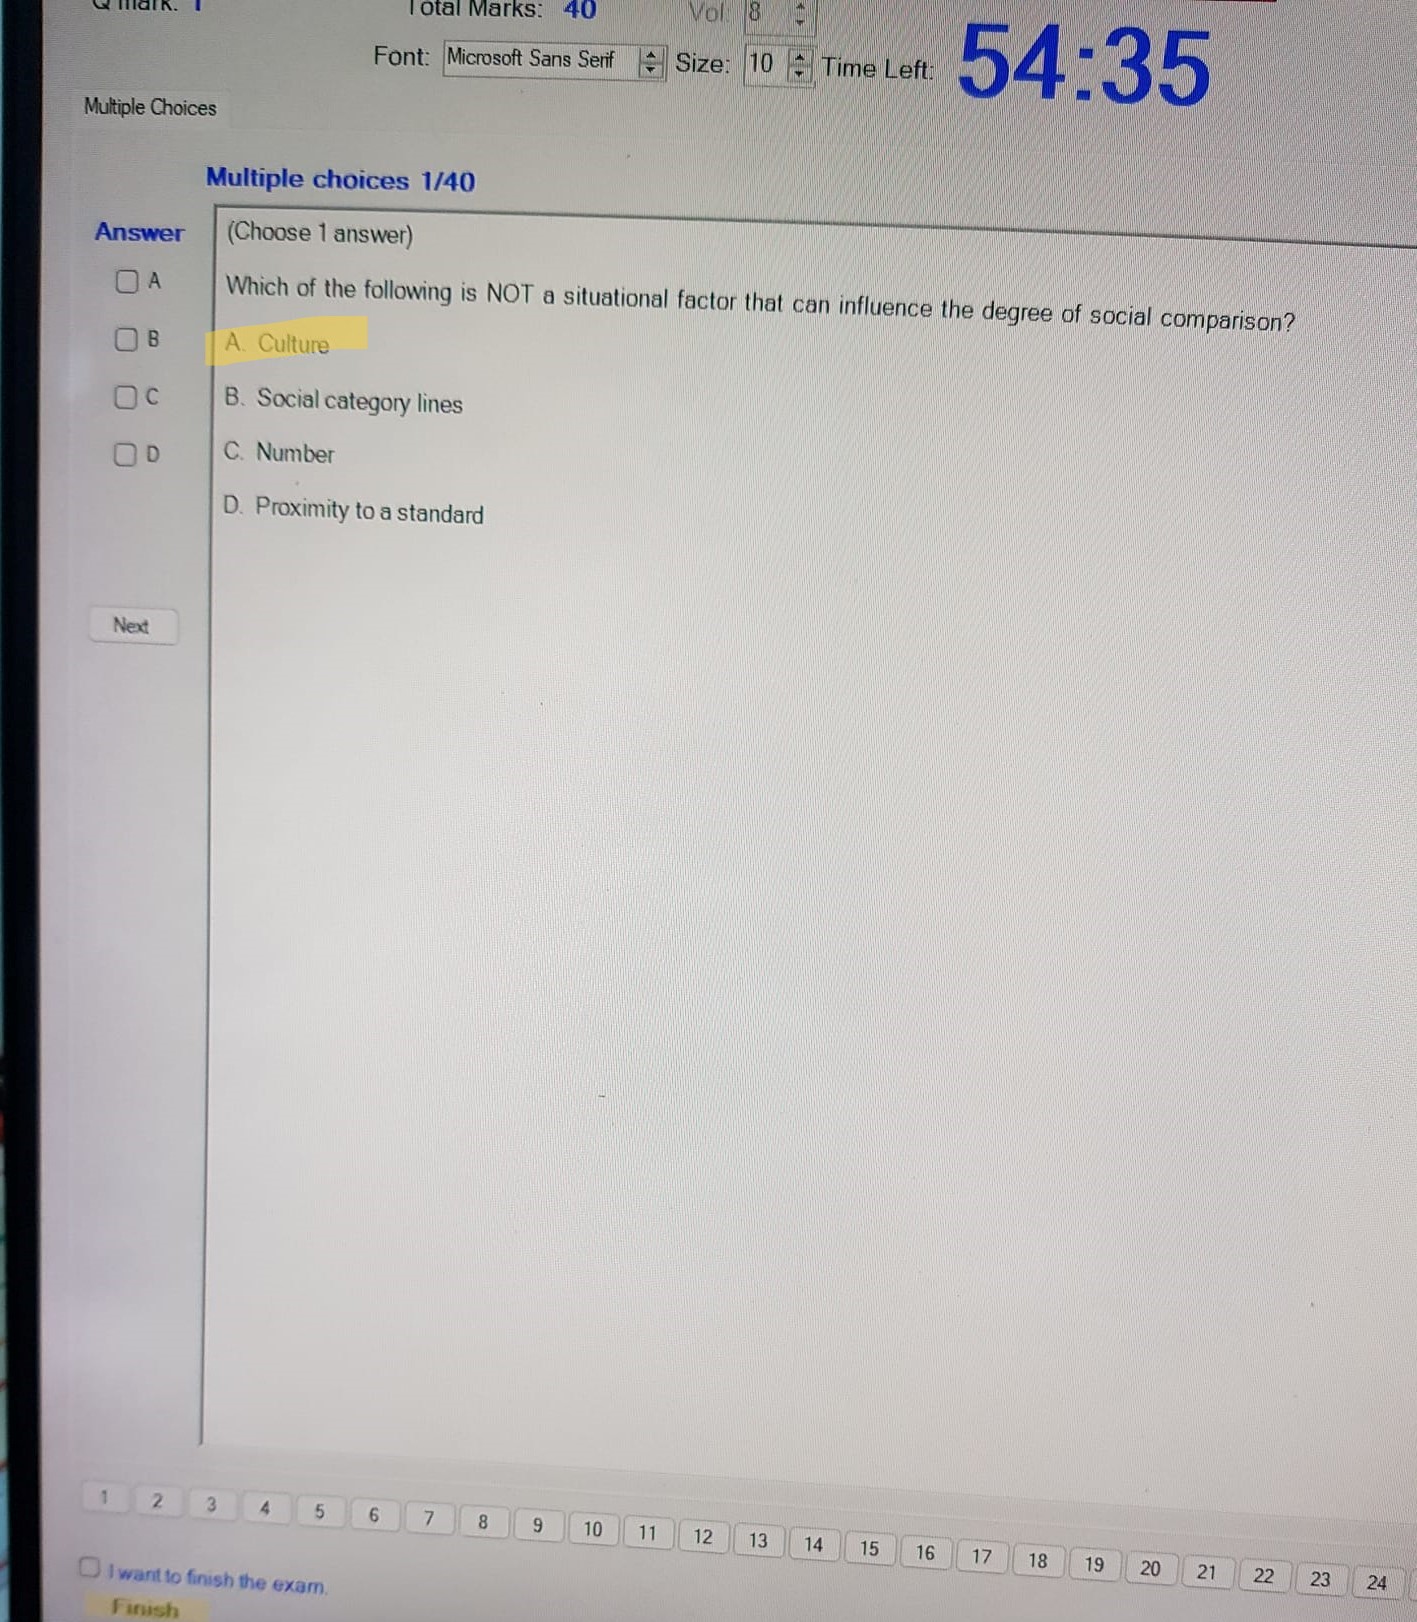 Q mark: 1
Total Marks: 40
Vol: 8
Font: Microsoft Sans Serif Size: 10 Time Left: 54:35
Multiple Choices
Multiple choices 1/40
Answer
(Choose 1 answer)
A
Which of the following is NOT a situational factor that can influence the degree of social comparison?
B
A. Culture
C
B. Social category lines
D
C. Number
D. Proximity to a standard
Next
1 2 3 4 5 6 7 8 9 10 11 12 13 14 15 16 17 18 19 20 21 22 23 24
I want to finish the exam.
Finish